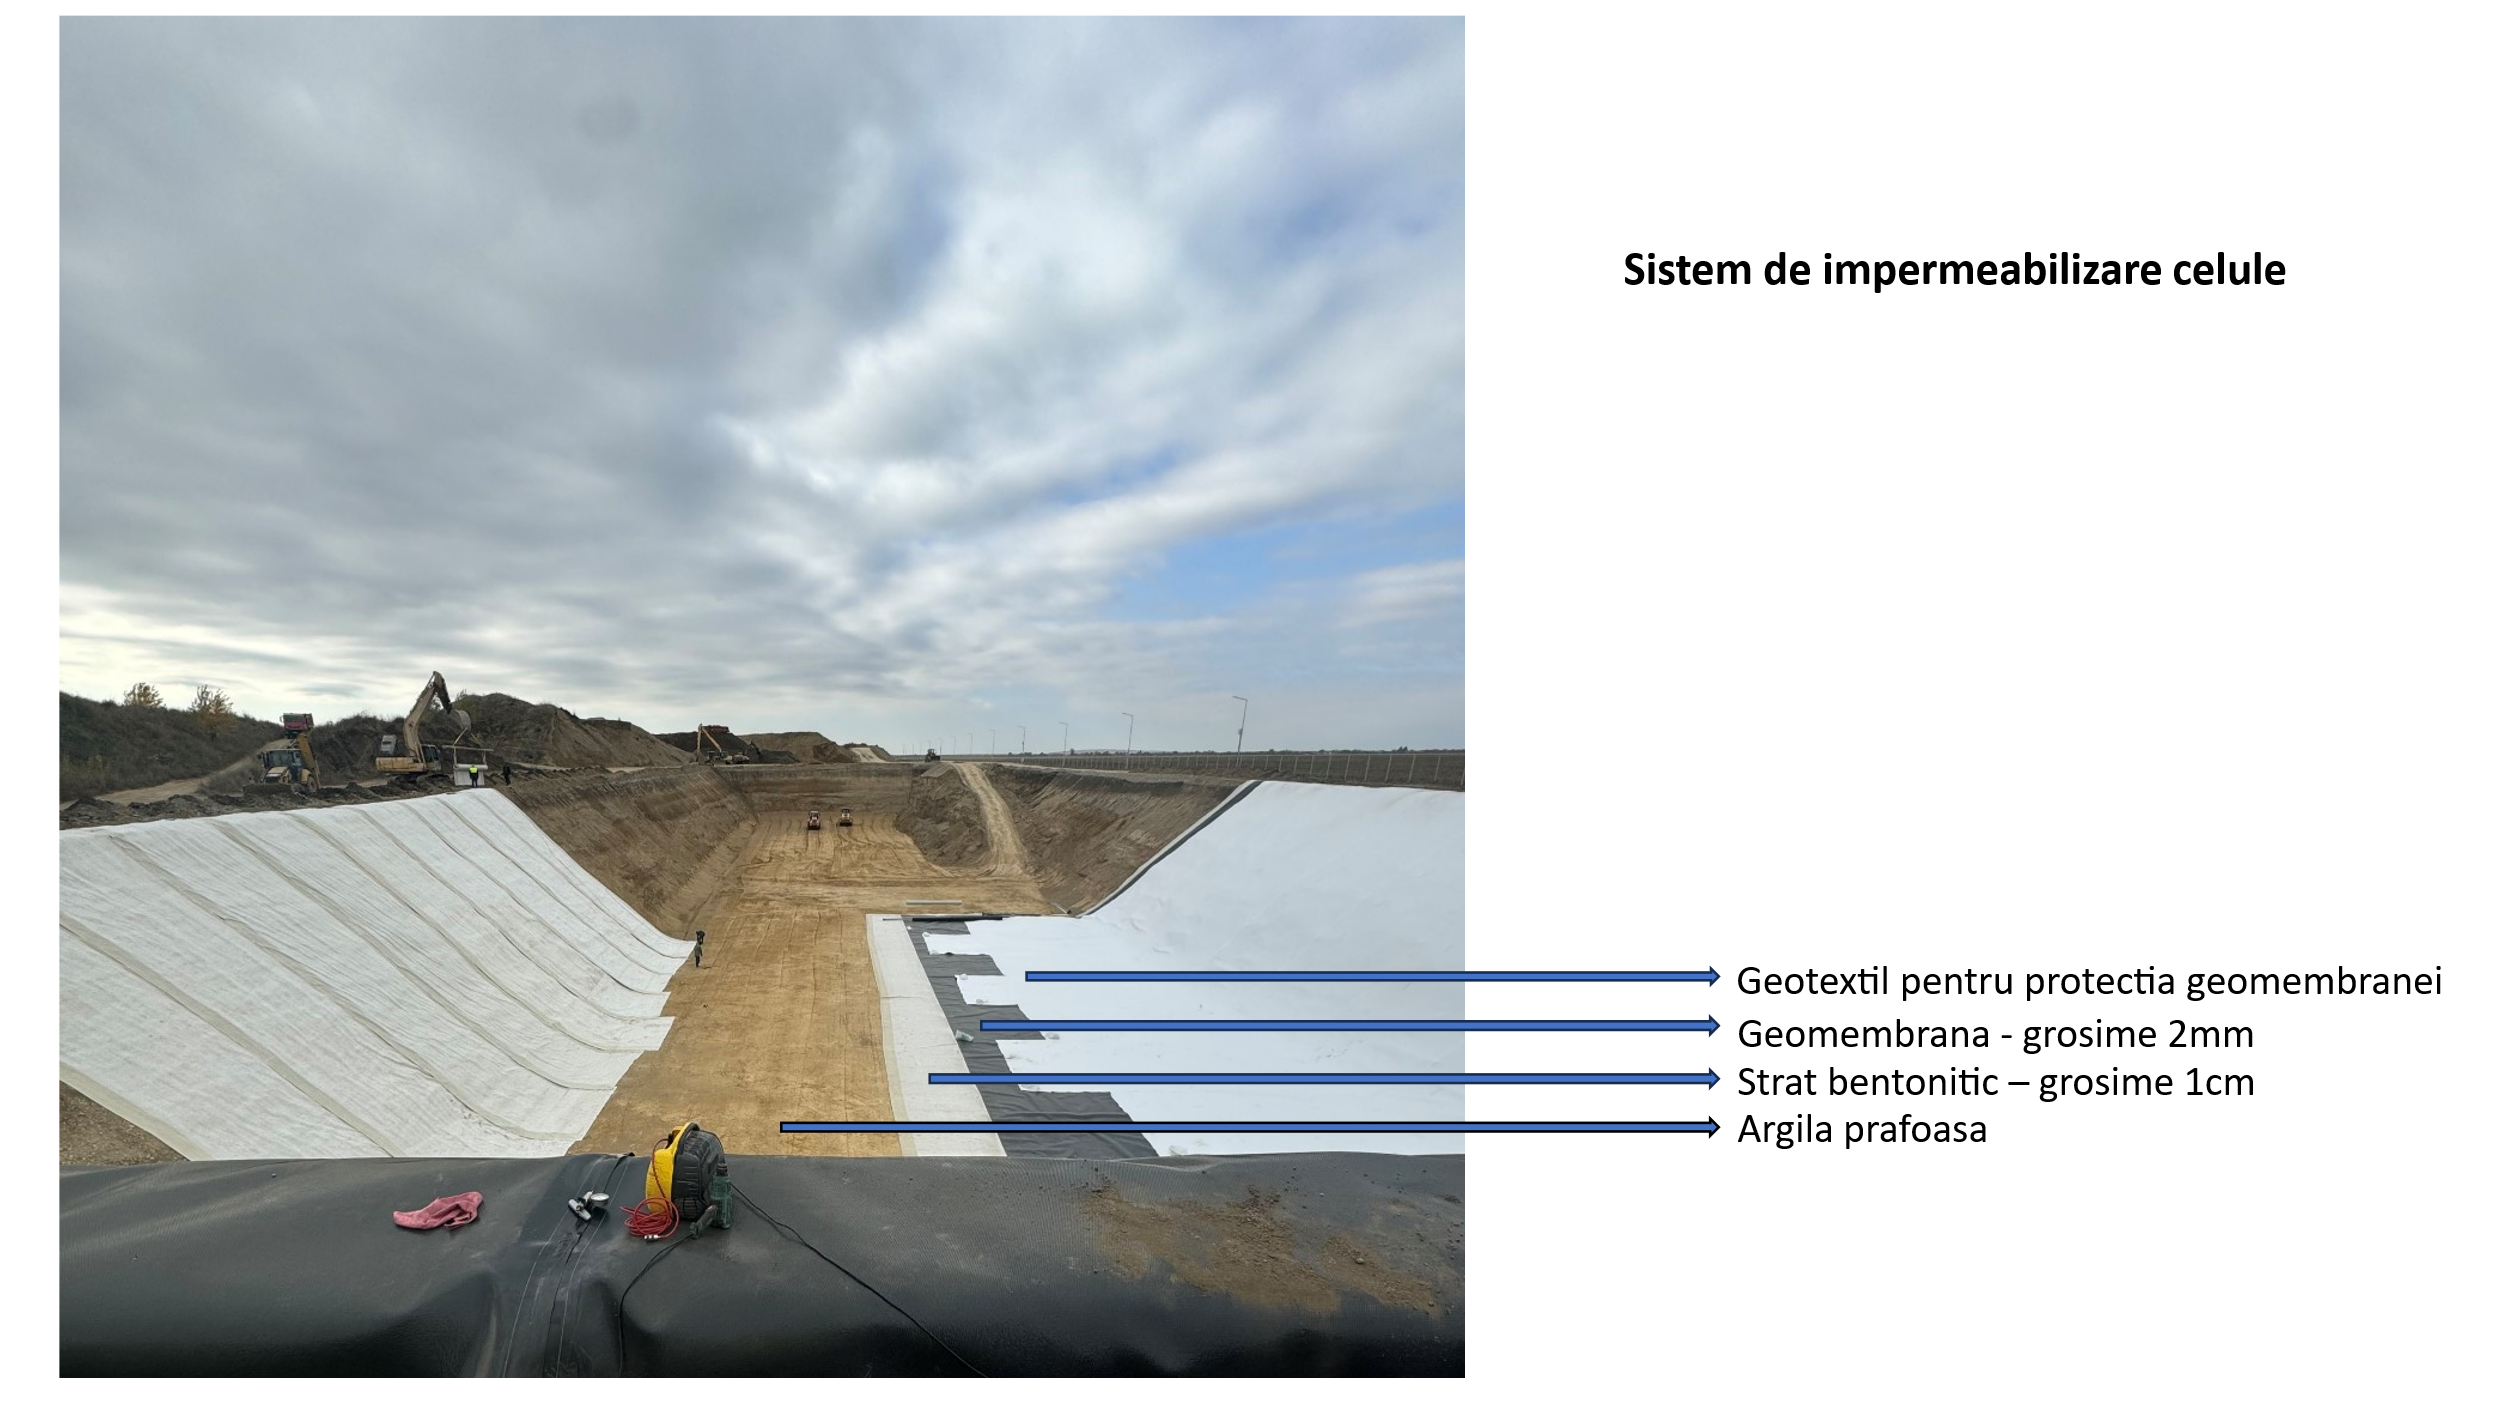 Sistem de impermeabilizare celule
Geotextil pentru protectia geomembranei
Geomembrana - grosime 2mm
Strat bentonitic – grosime 1cm
Argila prafoasa